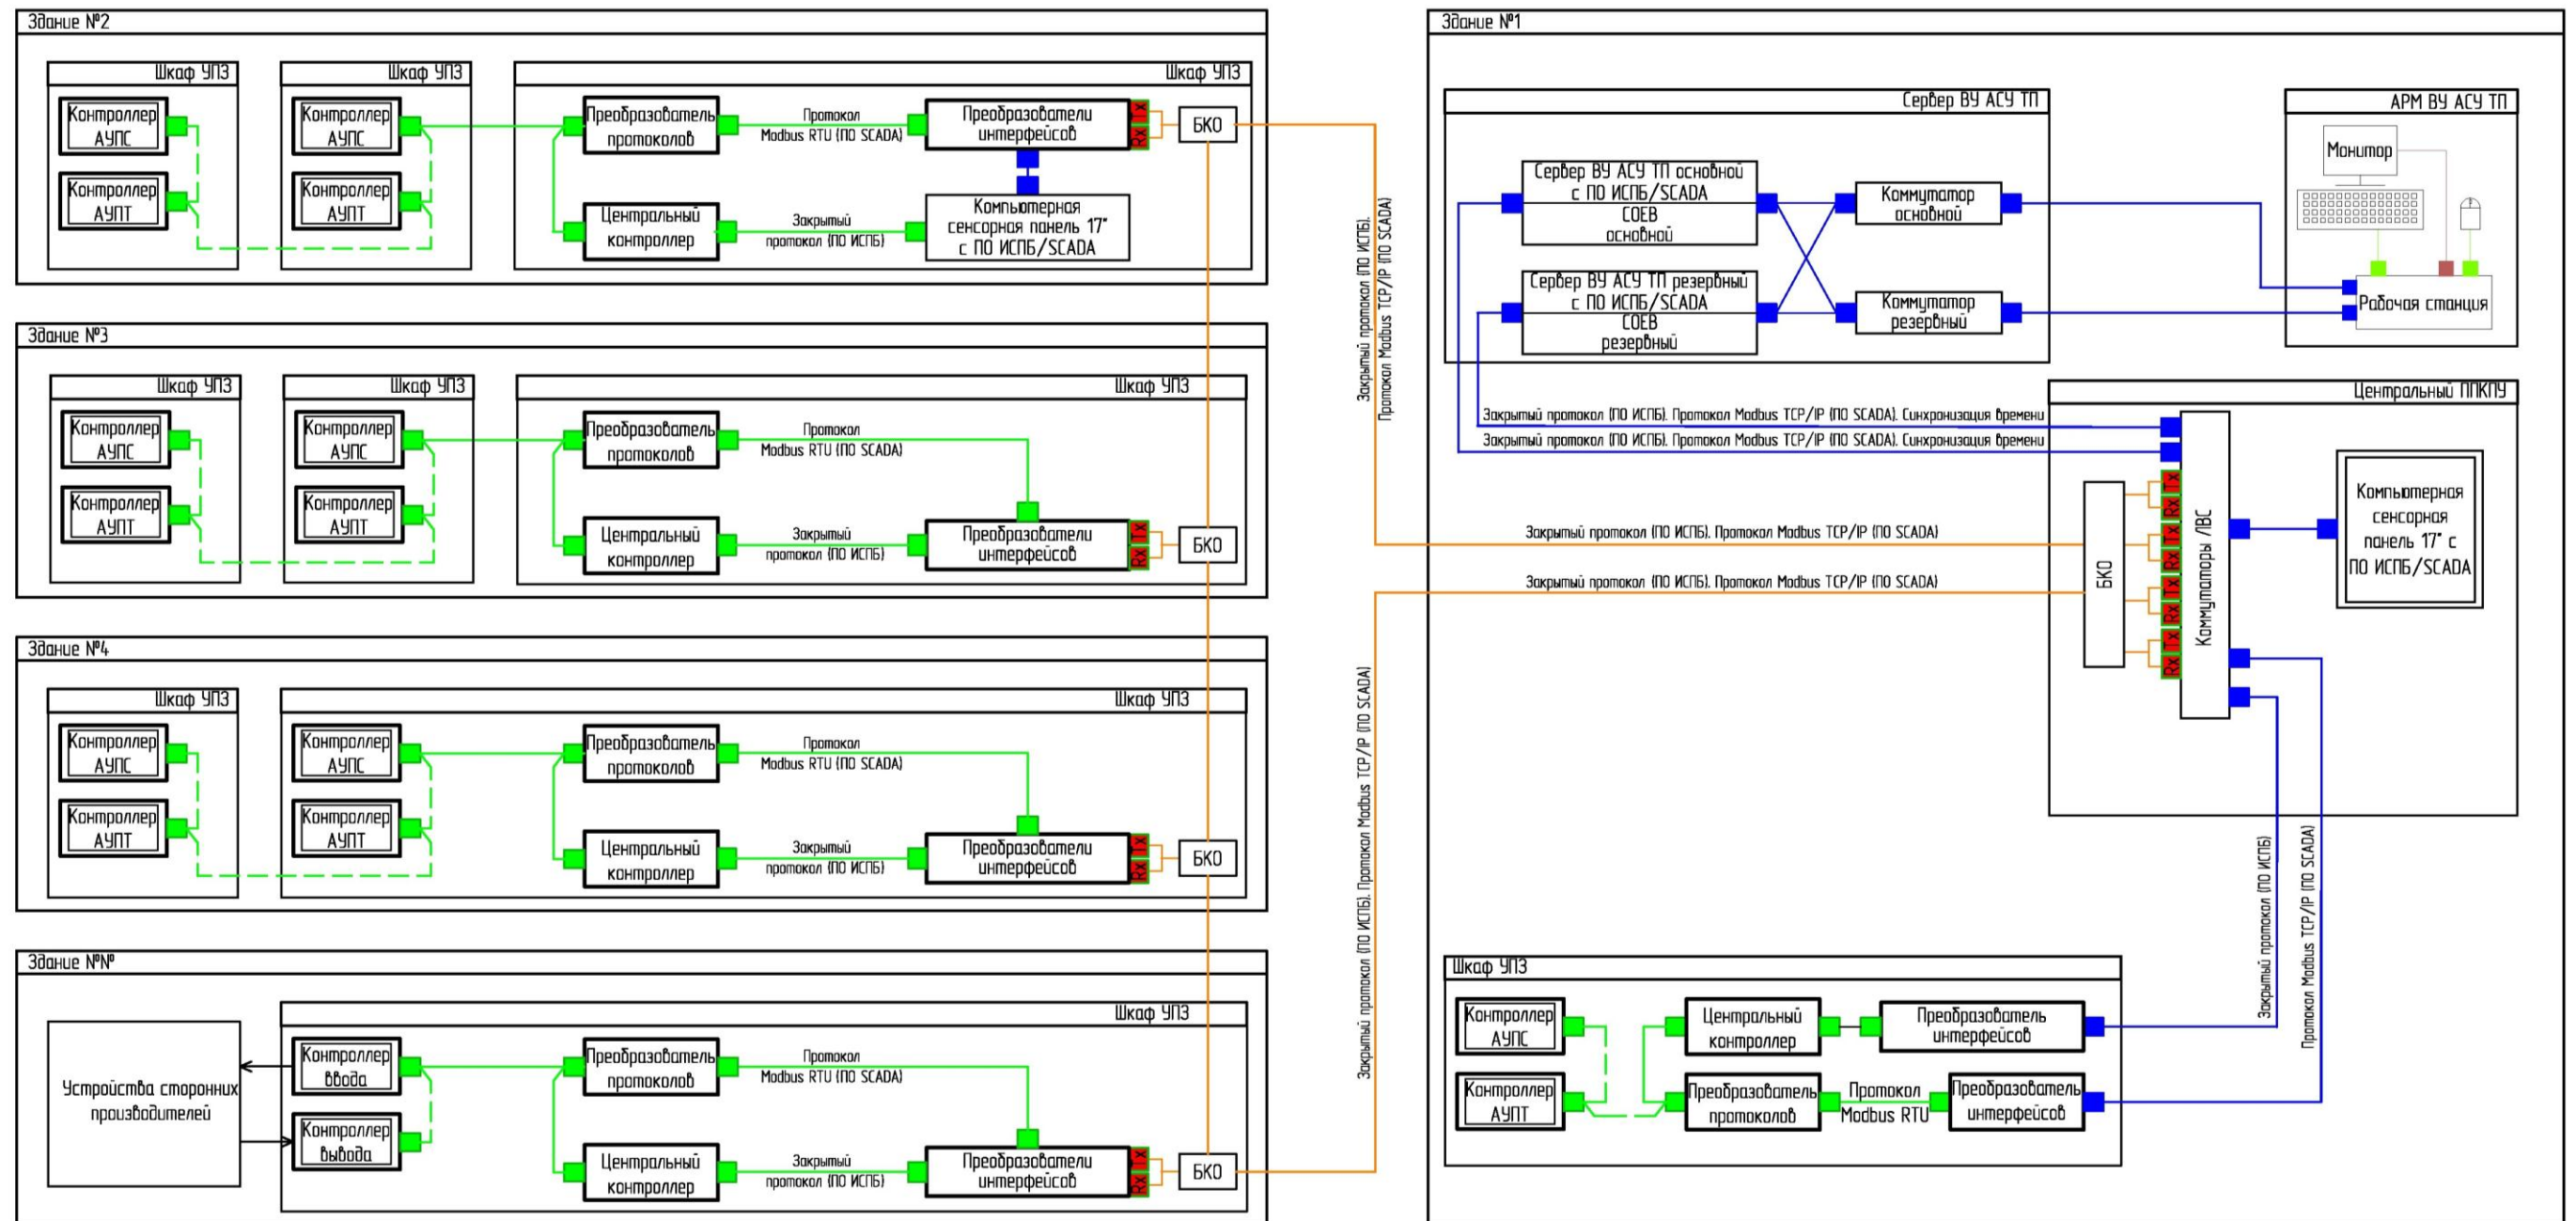 Здание №2
Шкаф УПЗ
Контроллер
АУПС
Контроллер
АУПТ
Шкаф УПЗ
Контроллер
АУПС
Контроллер
АУПТ
Шкаф УПЗ
Преобразователь
протоколов
Протокол
Modbus RTU (ПО SCADA)
Преобразователи
интерфейсов
Tx
Rx
БКО
Центральный
контроллер
Закрытый
протокол (ПО ИСПБ)
Компьютерная
сенсорная панель 17"
с ПО ИСПБ/SCADA
Здание №3
Шкаф УПЗ
Контроллер
АУПС
Контроллер
АУПТ
Шкаф УПЗ
Контроллер
АУПС
Контроллер
АУПТ
Шкаф УПЗ
Преобразователь
протоколов
Протокол
Modbus RTU (ПО SCADA)
Центральный
контроллер
Закрытый
протокол (ПО ИСПБ)
Преобразователи
интерфейсов
Tx
Rx
БКО
Здание №4
Шкаф УПЗ
Контроллер
АУПС
Контроллер
АУПТ
Шкаф УПЗ
Контроллер
АУПС
Контроллер
АУПТ
Преобразователь
протоколов
Протокол
Modbus RTU (ПО SCADA)
Центральный
контроллер
Закрытый
протокол (ПО ИСПБ)
Преобразователи
интерфейсов
Tx
Rx
БКО
Здание №№
Устройства сторонних
производителей
Шкаф УПЗ
Контроллер
ввода
Контроллер
вывода
Преобразователь
протоколов
Протокол
Modbus RTU (ПО SCADA)
Центральный
контроллер
Закрытый
протокол (ПО ИСПБ)
Преобразователи
интерфейсов
Tx
Rx
БКО
Закрытый протокол (ПО ИСПБ).
Протокол Modbus TCP/IP (ПО SCADA)
Закрытый протокол (ПО ИСПБ). Протокол Modbus TCP/IP (ПО SCADA)
Здание №1
Сервер ВУ АСУ ТП
Сервер ВУ АСУ ТП основной
с ПО ИСПБ/SCADA
СОЕВ
основной
Сервер ВУ АСУ ТП резервный
с ПО ИСПБ/SCADA
СОЕВ
резервный
Коммутатор
основной
Коммутатор
резервный
АРМ ВУ АСУ ТП
Монитор
Рабочая станция
Центральный ППКПУ
Закрытый протокол (ПО ИСПБ). Протокол Modbus TCP/IP (ПО SCADA). Синхронизация времени
Закрытый протокол (ПО ИСПБ). Протокол Modbus TCP/IP (ПО SCADA). Синхронизация времени
Закрытый протокол (ПО ИСПБ). Протокол Modbus TCP/IP (ПО SCADA)
Закрытый протокол (ПО ИСПБ). Протокол Modbus TCP/IP (ПО SCADA)
БКО
Tx
Rx
Tx
Rx
Tx
Rx
Tx
Rx
Коммутаторы ЛВС
Компьютерная
сенсорная
панель 17" с
ПО ИСПБ/SCADA
Закрытый протокол (ПО ИСПБ)
Протокол Modbus TCP/IP (ПО SCADA)
Шкаф УПЗ
Контроллер
АУПС
Контроллер
АУПТ
Центральный
контроллер
Преобразователь
интерфейсов
Преобразователь
протоколов
Протокол
Modbus RTU
Преобразователь
интерфейсов